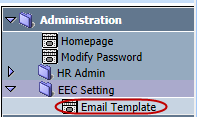 Administration
Homepage
Modify Password
HR Admin
EEC Setting
Email Template